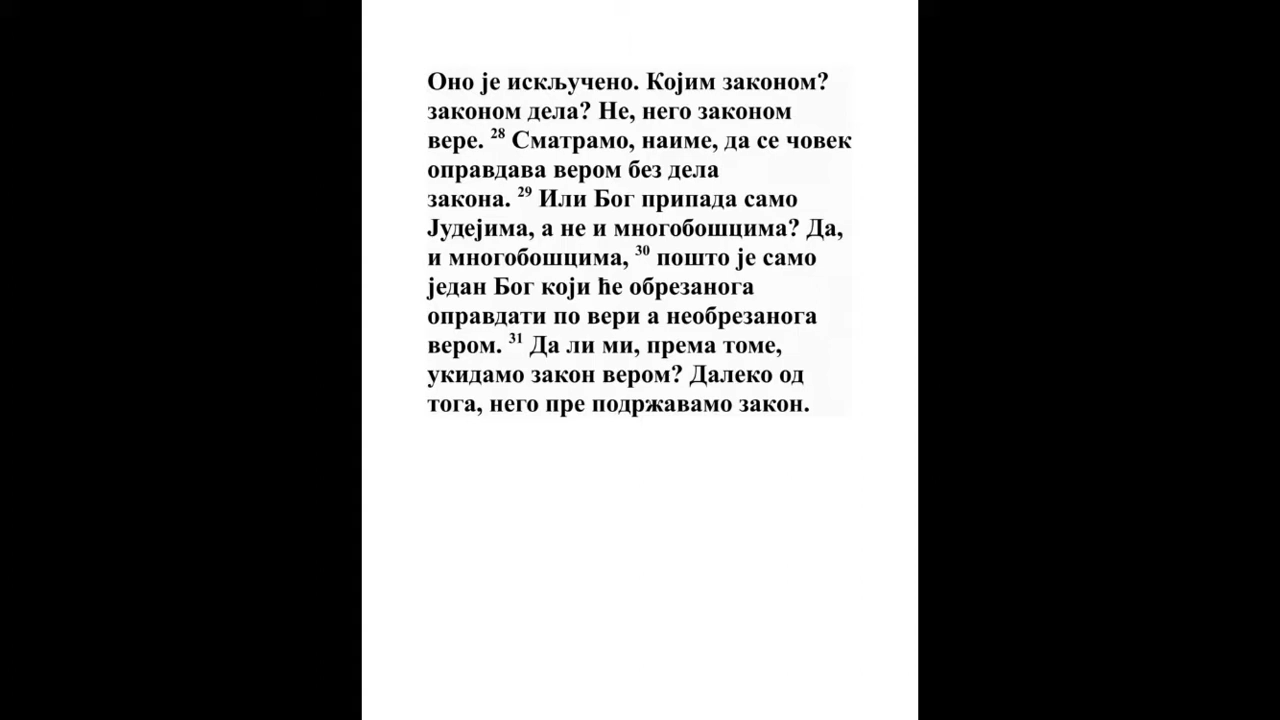 Оно је искључено. Којим законом?
законом дела? Не, него законом
вере. 28 Сматрамо, наиме, да се човек
оправдава вером без дела
закона. 29 Или Бог припада само
Јудејима, а не и многобошцима? Да,
и многобошцима, 30 пошто је само
један Бог који ће обрезанога
оправдати по вери а необрезанога
вером. 31 Да ли ми, према томе,
укидамо закон вером? Далеко од
тога, него пре подржавамо закон.